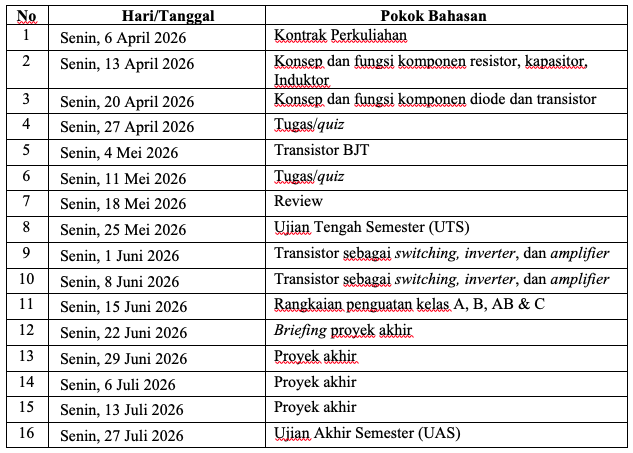 No Hari/Tanggal Pokok Bahasan
1 Senin, 6 April 2026 Kontrak Perkuliahan
2 Senin, 13 April 2026 Konsep dan fungsi komponen resistor, kapasitor,
Induktor
3 Senin, 20 April 2026 Konsep dan fungsi komponen diode dan transistor
4 Senin, 27 April 2026 Tugas/quiz
5 Senin, 4 Mei 2026 Transistor BJT
6 Senin, 11 Mei 2026 Tugas/quiz
7 Senin, 18 Mei 2026 Review
8 Senin, 25 Mei 2026 Ujian Tengah Semester (UTS)
9 Senin, 1 Juni 2026 Transistor sebagai switching, inverter, dan amplifier
10 Senin, 8 Juni 2026 Transistor sebagai switching, inverter, dan amplifier
11 Senin, 15 Juni 2026 Rangkaian penguatan kelas A, B, AB & C
12 Senin, 22 Juni 2026 Briefing proyek akhir
13 Senin, 29 Juni 2026 Proyek akhir
14 Senin, 6 Juli 2026 Proyek akhir
15 Senin, 13 Juli 2026 Proyek akhir
16 Senin, 27 Juli 2026 Ujian Akhir Semester (UAS)